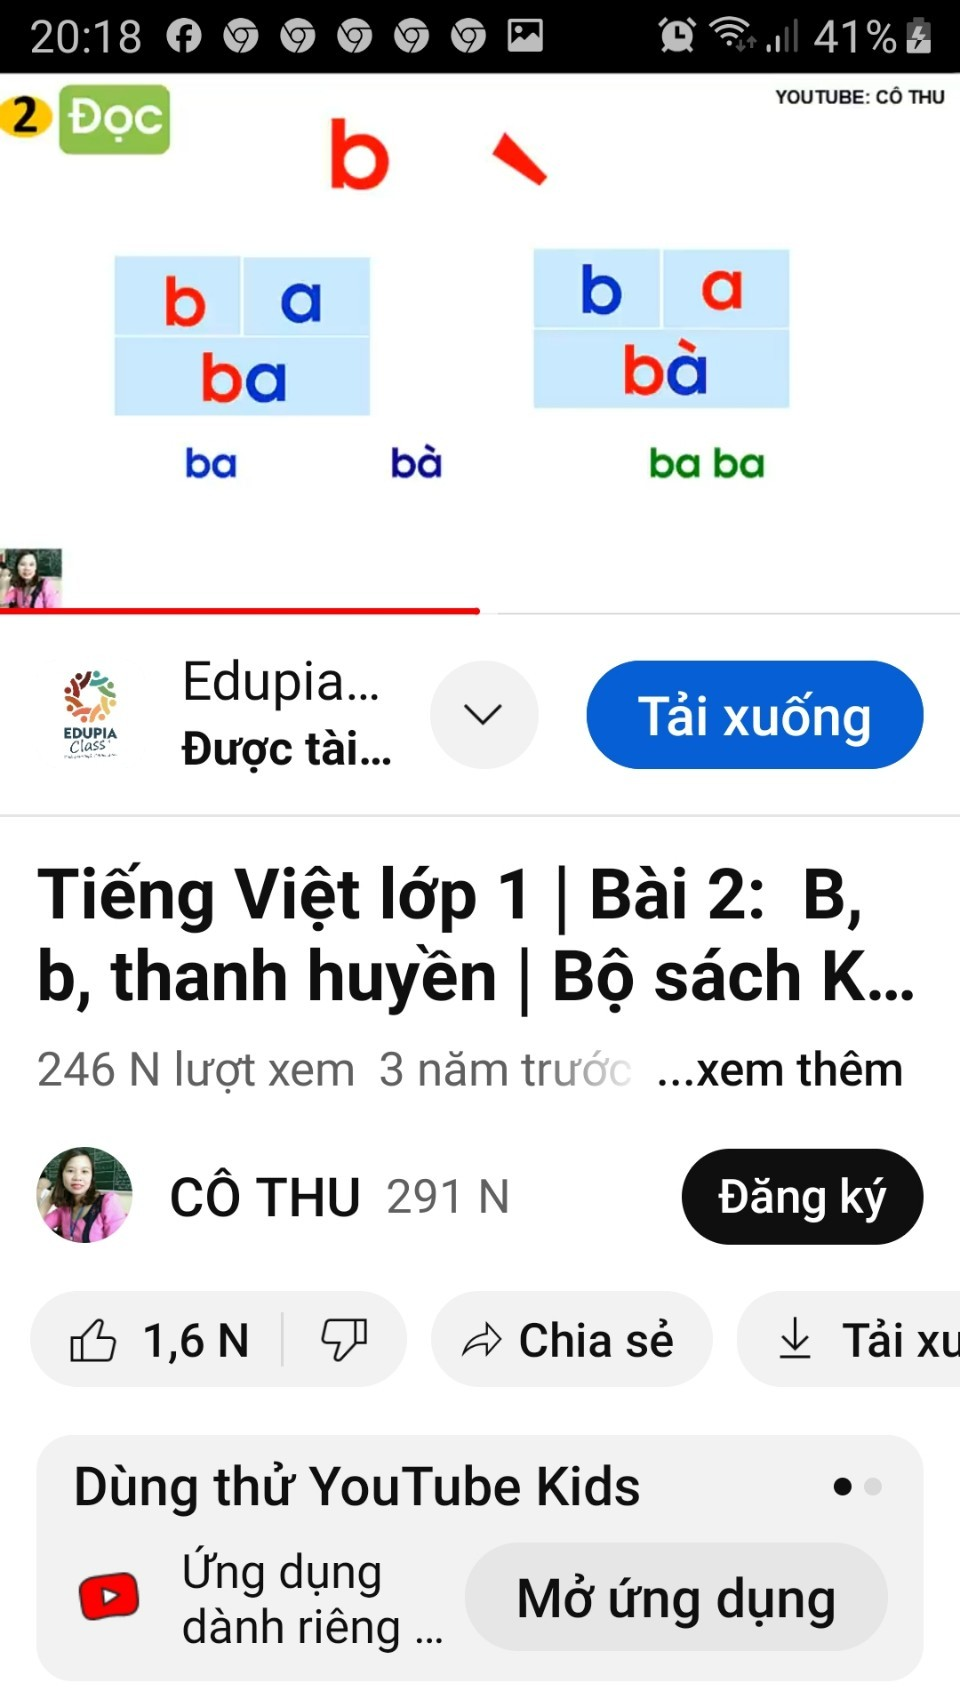 20:18 41%
YOUTUBE: CÔ THU
2 Đọc
b `
b a b a
ba bà
ba bà ba ba
Edupia...
Được tài...
EDUPIA
Class
Tải xuống
Tiếng Việt lớp 1 | Bài 2: B,
b, thanh huyền | Bộ sách K...
246 N lượt xem 3 năm trước ...xem thêm
CÔ THU 291 N Đăng ký
1,6 N Chia sẻ Tải xu
Dùng thử YouTube Kids
Ứng dụng
dành riêng ...
Mở ứng dụng